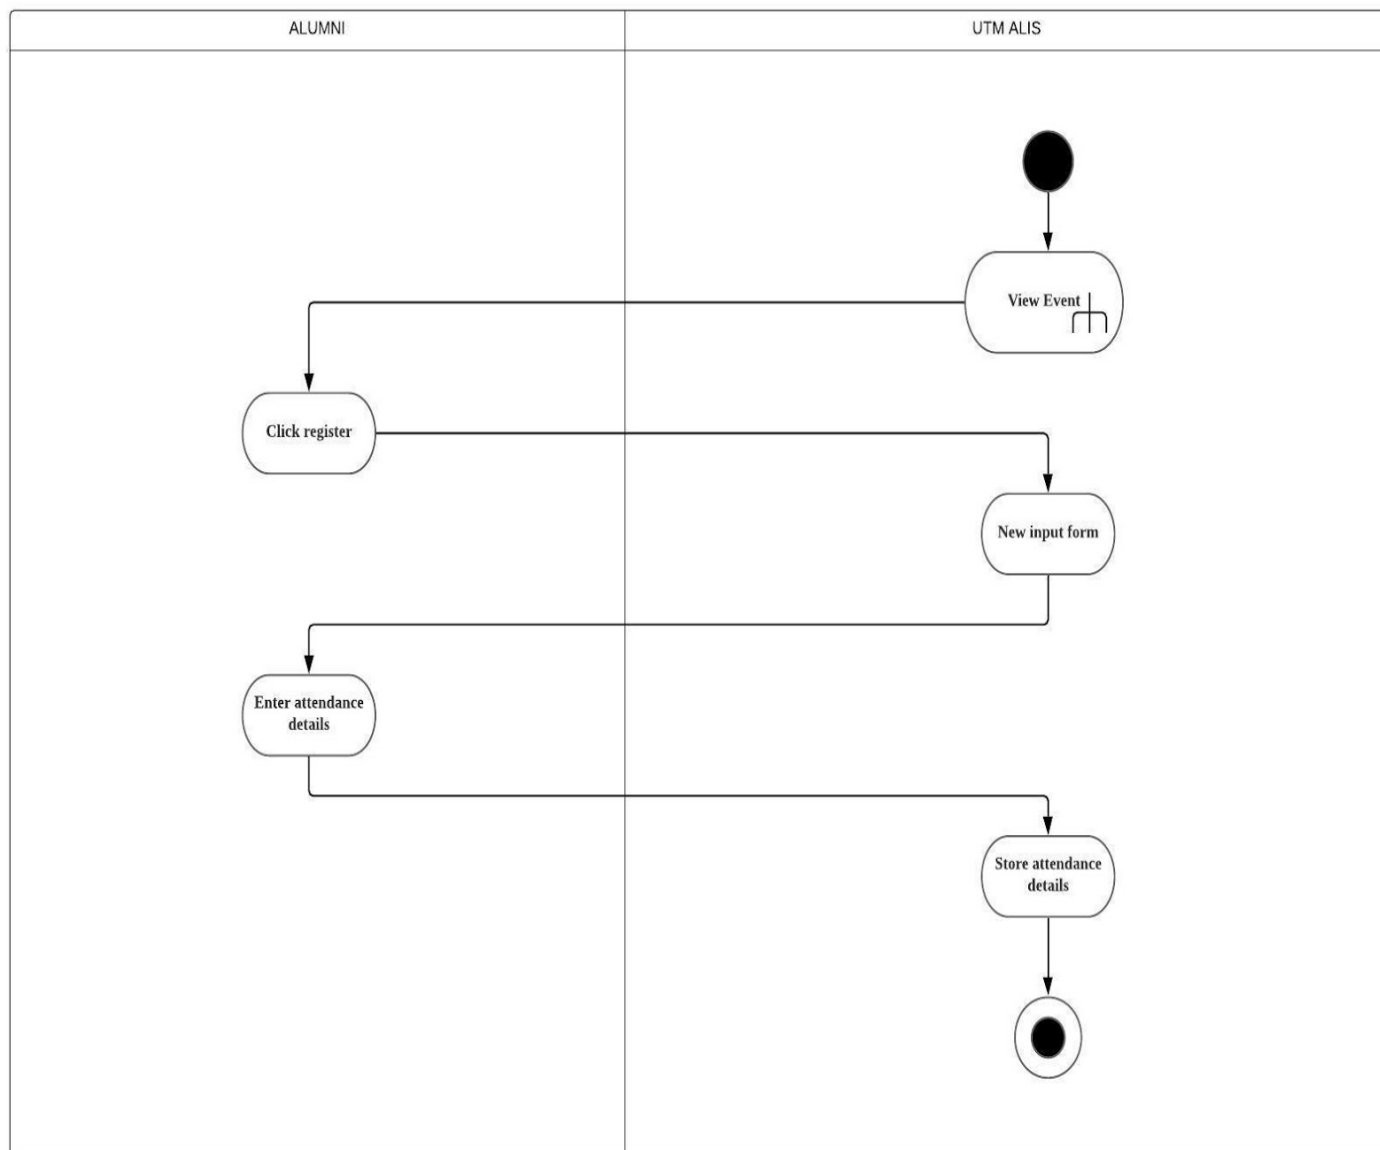 ALUMNI
UTM ALIS
View Event
Click register
New input form
Enter attendance
details
Store attendance
details